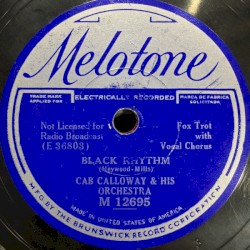 Melotone
TRADE MARK
APPLIED FOR
ELECTRICALLY RECORDED
MARCA DE FABRICA
SOLICITADA
Not Licensed for
Radio Broadcast
(E 36803)
Fox Trot
with
Vocal Chorus
BLACK RHYTHM
(Heywood-Mills)
CAB CALLOWAY & HIS
ORCHESTRA
M 12695
MADE IN UNITED STATES OF AMERICA
MFG. BY THE BRUNSWICK RECORD CORPORATION